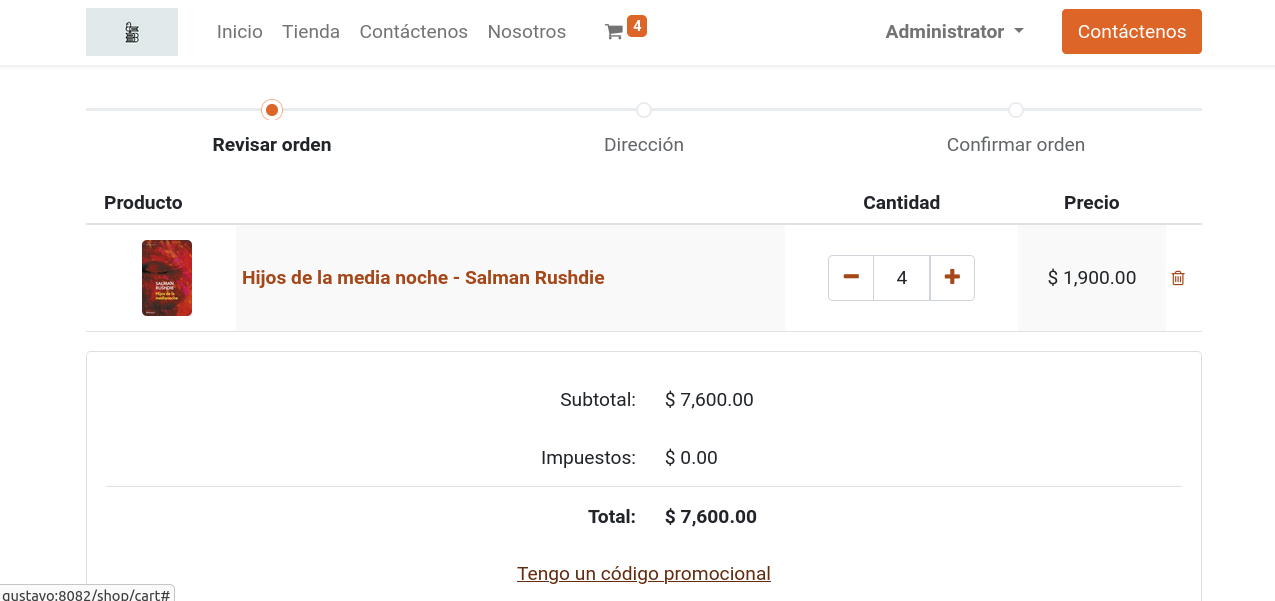 Inicio Tienda Contáctenos Nosotros 4 Administrator Contáctenos
Revisar orden Dirección Confirmar orden
Producto Cantidad Precio
SALMAN
RUSHDIE
Hijos de la
medianoche
Hijos de la media noche - Salman Rushdie 4 $ 1,900.00
Subtotal: $ 7,600.00
Impuestos: $ 0.00
Total: $ 7,600.00
Tengo un código promocional
gustavo:8082/shop/cart#